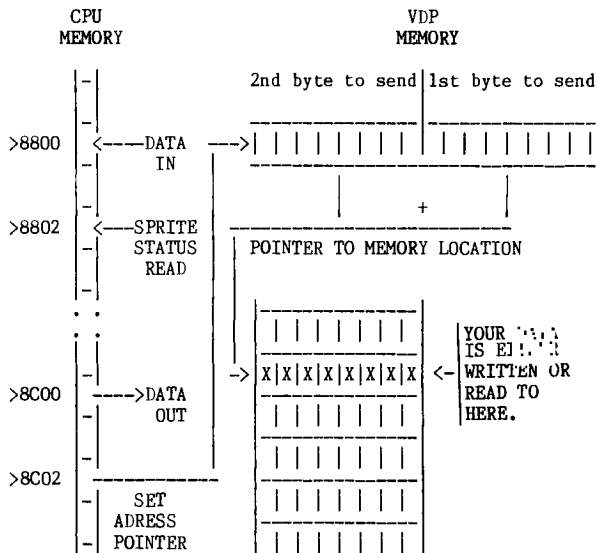 CPU VDP
MEMORY MEMORY
2nd byte to send 1st byte to send
>8800 DATA
IN
+
>8802 SPRITE
STATUS POINTER TO MEMORY LOCATION
READ
YOUR
IS
X X X X X X X X WRITTEN OR
>8C00 DATA READ TO
OUT HERE.
>8C02
SET
ADRESS
POINTER